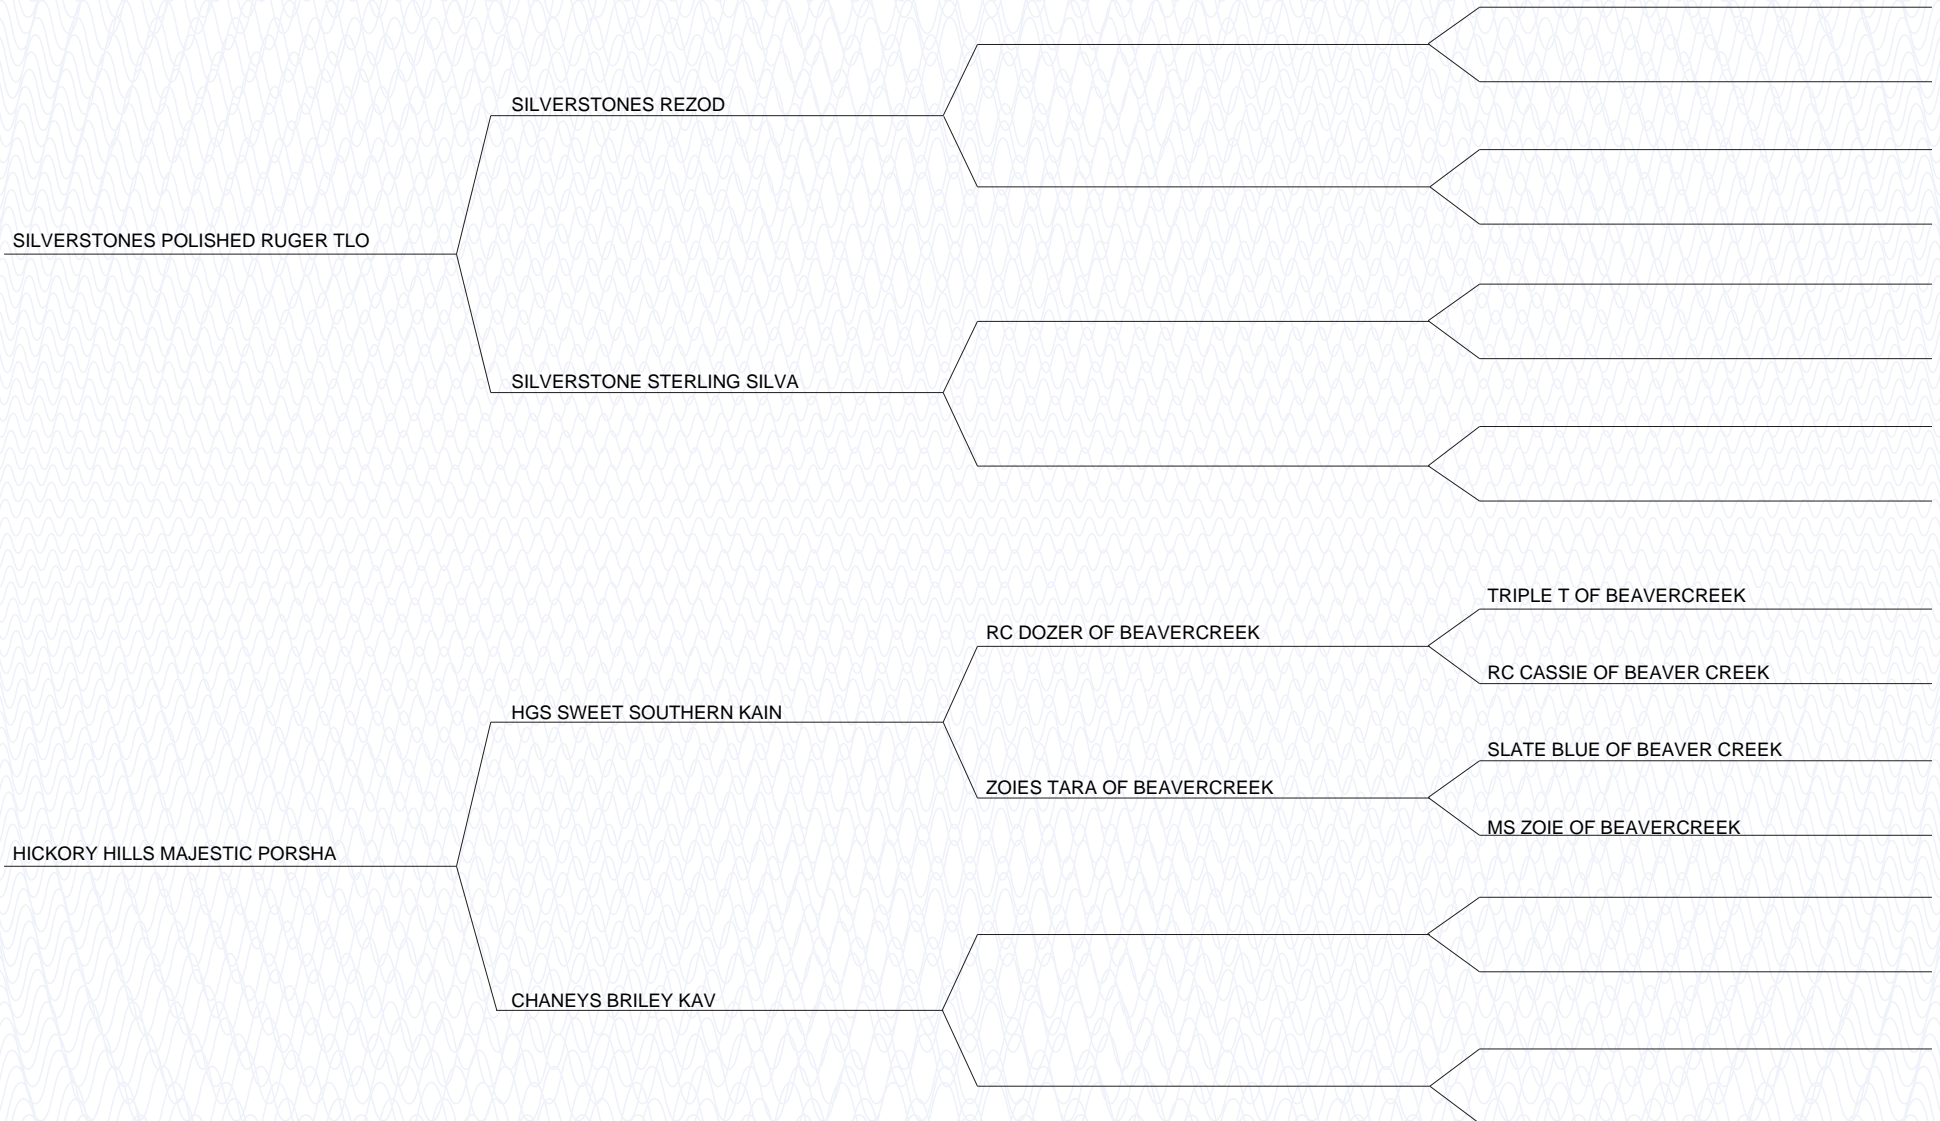 SILVERSTONES REZOD
SILVERSTONES POLISHED RUGER TLO
SILVERSTONE STERLING SILVA
TRIPLE T OF BEAVERCREEK
RC DOZER OF BEAVERCREEK
RC CASSIE OF BEAVER CREEK
HGS SWEET SOUTHERN KAIN
SLATE BLUE OF BEAVER CREEK
ZOIES TARA OF BEAVERCREEK
MS ZOIE OF BEAVERCREEK
HICKORY HILLS MAJESTIC PORSHA
CHANEYS BRILEY KAV